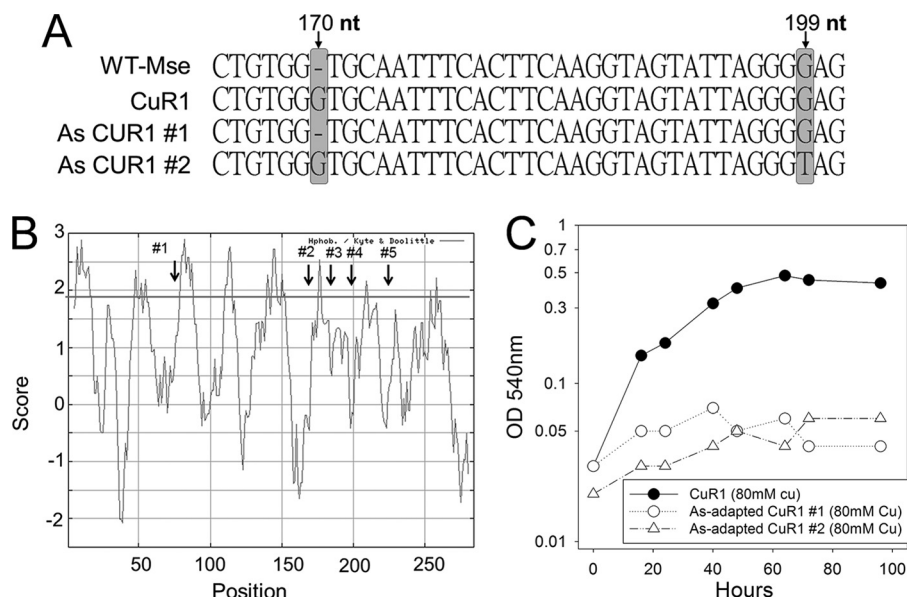 A
170 nt
199 nt
WT-Mse CTGTGG-TGCAATTTCACTTCAAGGTAGTATTAGGGGAG
CuR1 CTGTGGGTGCAATTTCACTTCAAGGTAGTATTAGGGGAG
As CUR1 #1 CTGTGG-TGCAATTTCACTTCAAGGTAGTATTAGGGGAG
As CUR1 #2 CTGTGGGTGCAATTTCACTTCAAGGTAGTATTAGGGTAG
B
Hphob. / Kyte & Doolittle
#1
#2
#3
#4
#5
3
2
1
0
-1
-2
Score
50
100
150
200
250
Position
C
1
0.7
0.5
0.3
0.1
0.05
0.01
OD 540nm
CuR1 (80mM cu)
As-adapted CuR1 #1 (80mM Cu)
As-adapted CuR1 #2 (80mM Cu)
0
20
40
60
80
100
Hours